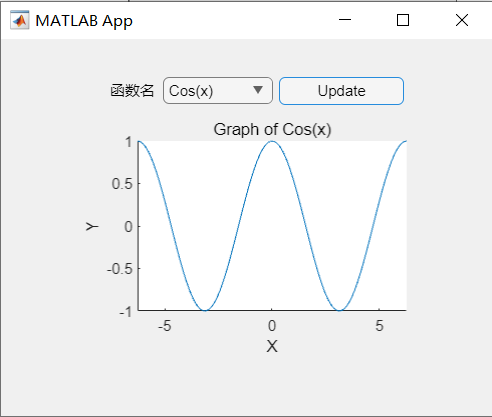 MATLAB App
函数名 Cos(x) Update
Graph of Cos(x)
1
0.5
0
-0.5
-1
Y
-5 0 5
X